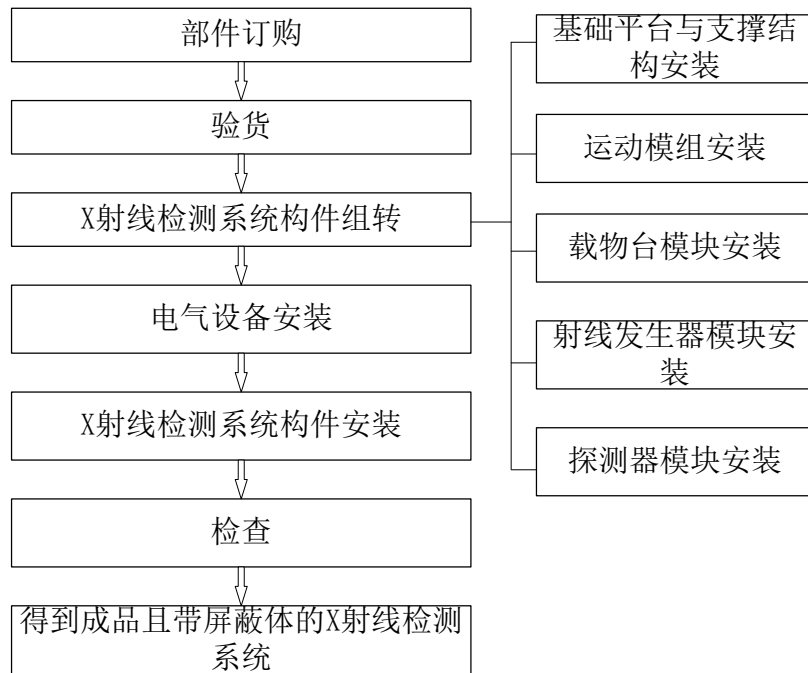 部件订购
验货
X射线检测系统构件组转
电气设备安装
X射线检测系统构件安装
检查
得到成品且带屏蔽体的X射线检测
系统
基础平台与支撑结
构安装
运动模组安装
载物台模块安装
射线发生器模块安
装
探测器模块安装